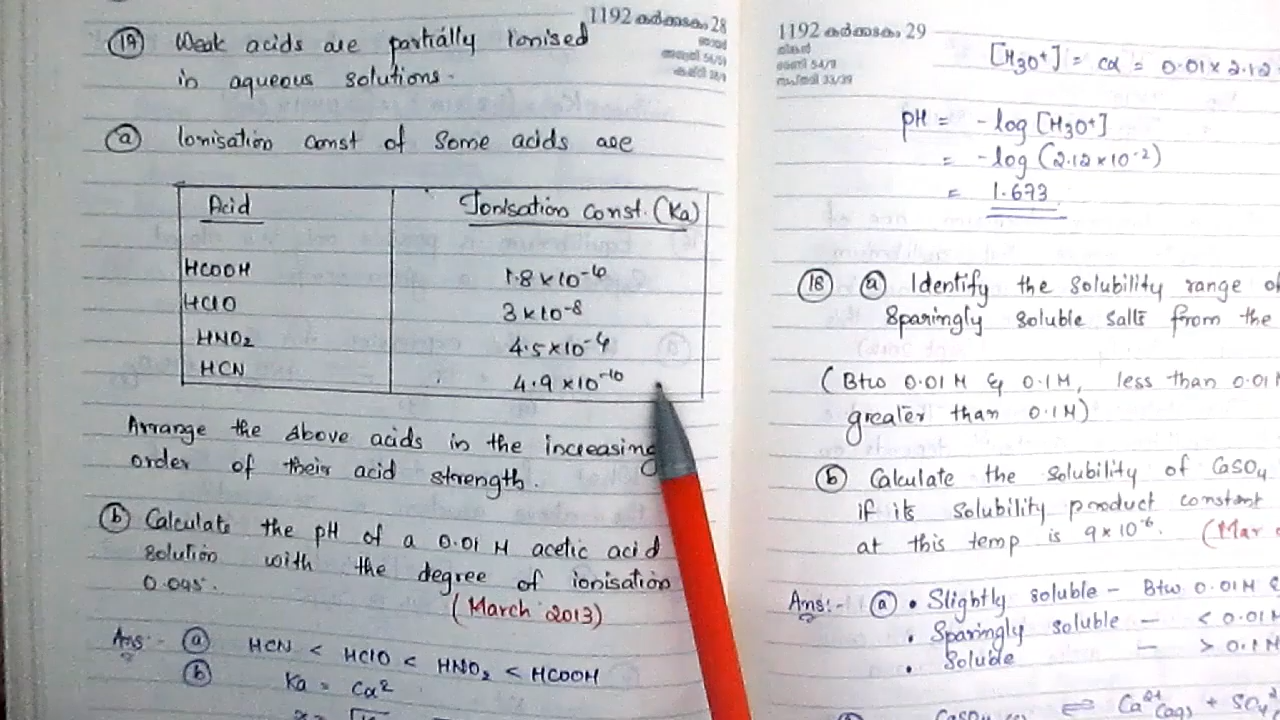 1192 കർക്കടകം 28
(19) Weak acids are partially ionised
in aqueous solutions.
(a) Ionisation const of some acids are
Acid Ionisation const. (Ka)
HCOOH 1.8 × 10⁻⁴
HClO 3 × 10⁻⁸
HNO₂ 4.5 × 10⁻⁴
HCN 4.9 × 10⁻¹⁰
Arrange the above acids in the increasing
order of their acid strength.
(b) Calculate the pH of a 0.01 M acetic acid
solution with the degree of ionisation
0.045.
(March 2013)
Ans:- (a) HCN < HClO < HNO₂ < HCOOH
(b) Ka = Cα²
1192 കർക്കടകം 29
[H₃O⁺] = cα = 0.01 × 2.12
pH = -log [H₃O⁺]
= -log (2.12 × 10⁻²)
= 1.673
(18) (a) Identify the solubility range of
sparingly soluble salts from the
(Btw 0.01 M & 0.1 M, less than 0.01 M
greater than 0.1 M)
(b) Calculate the solubility of CaSO₄
if its solubility product constant
at this temp is 9 × 10⁻⁶. (Mar
Ans:- (a) • Slightly soluble - Btw 0.01 M &
• Sparingly soluble - < 0.01 M
• Soluble - > 0.1 M
⇌ Ca²⁺(aq) + SO₄²